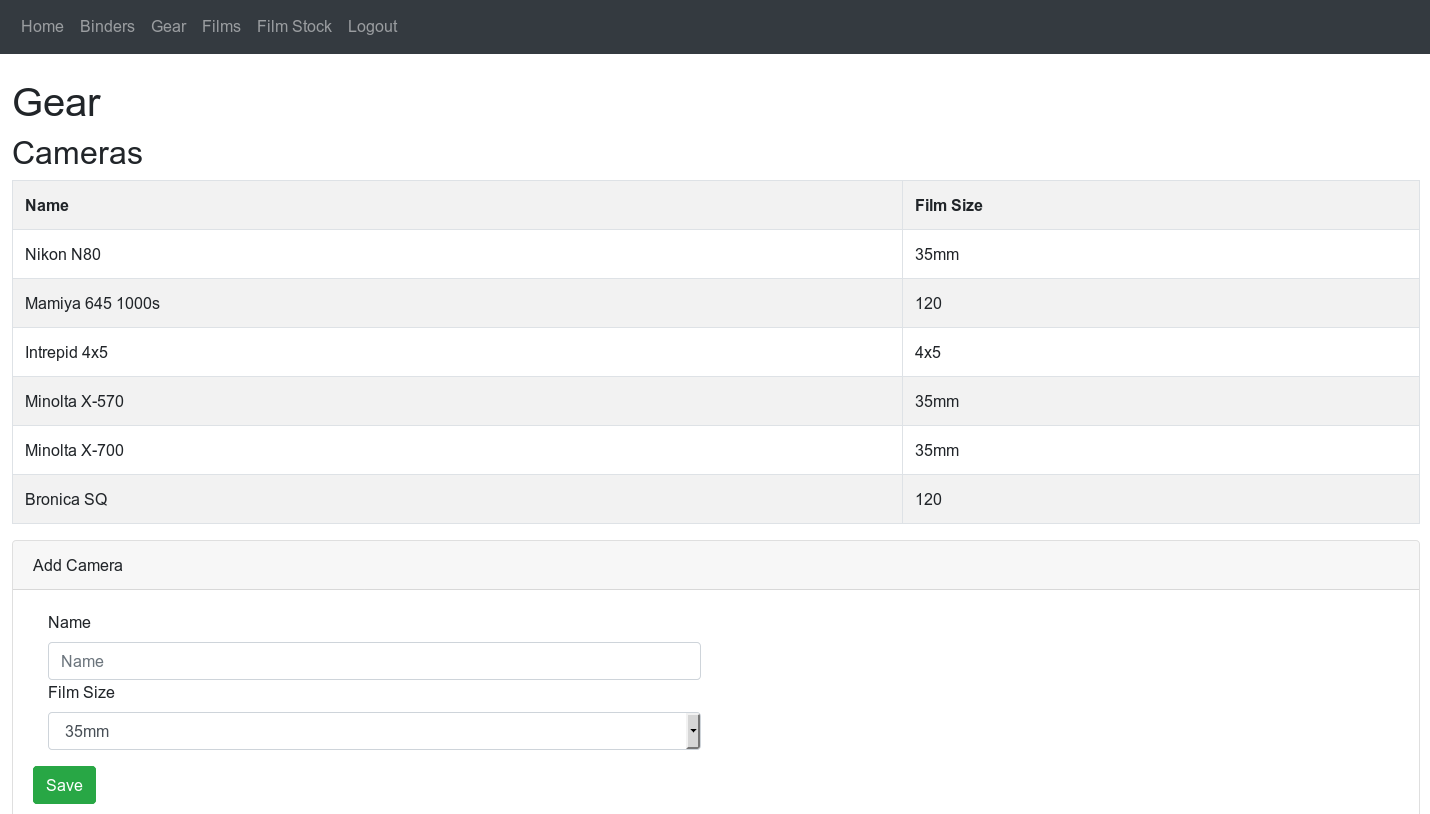 Home Binders Gear Films Film Stock Logout
Gear
Cameras
Name Film Size
Nikon N80 35mm
Mamiya 645 1000s 120
Intrepid 4x5 4x5
Minolta X-570 35mm
Minolta X-700 35mm
Bronica SQ 120
Add Camera
Name
Name
Film Size
35mm
Save